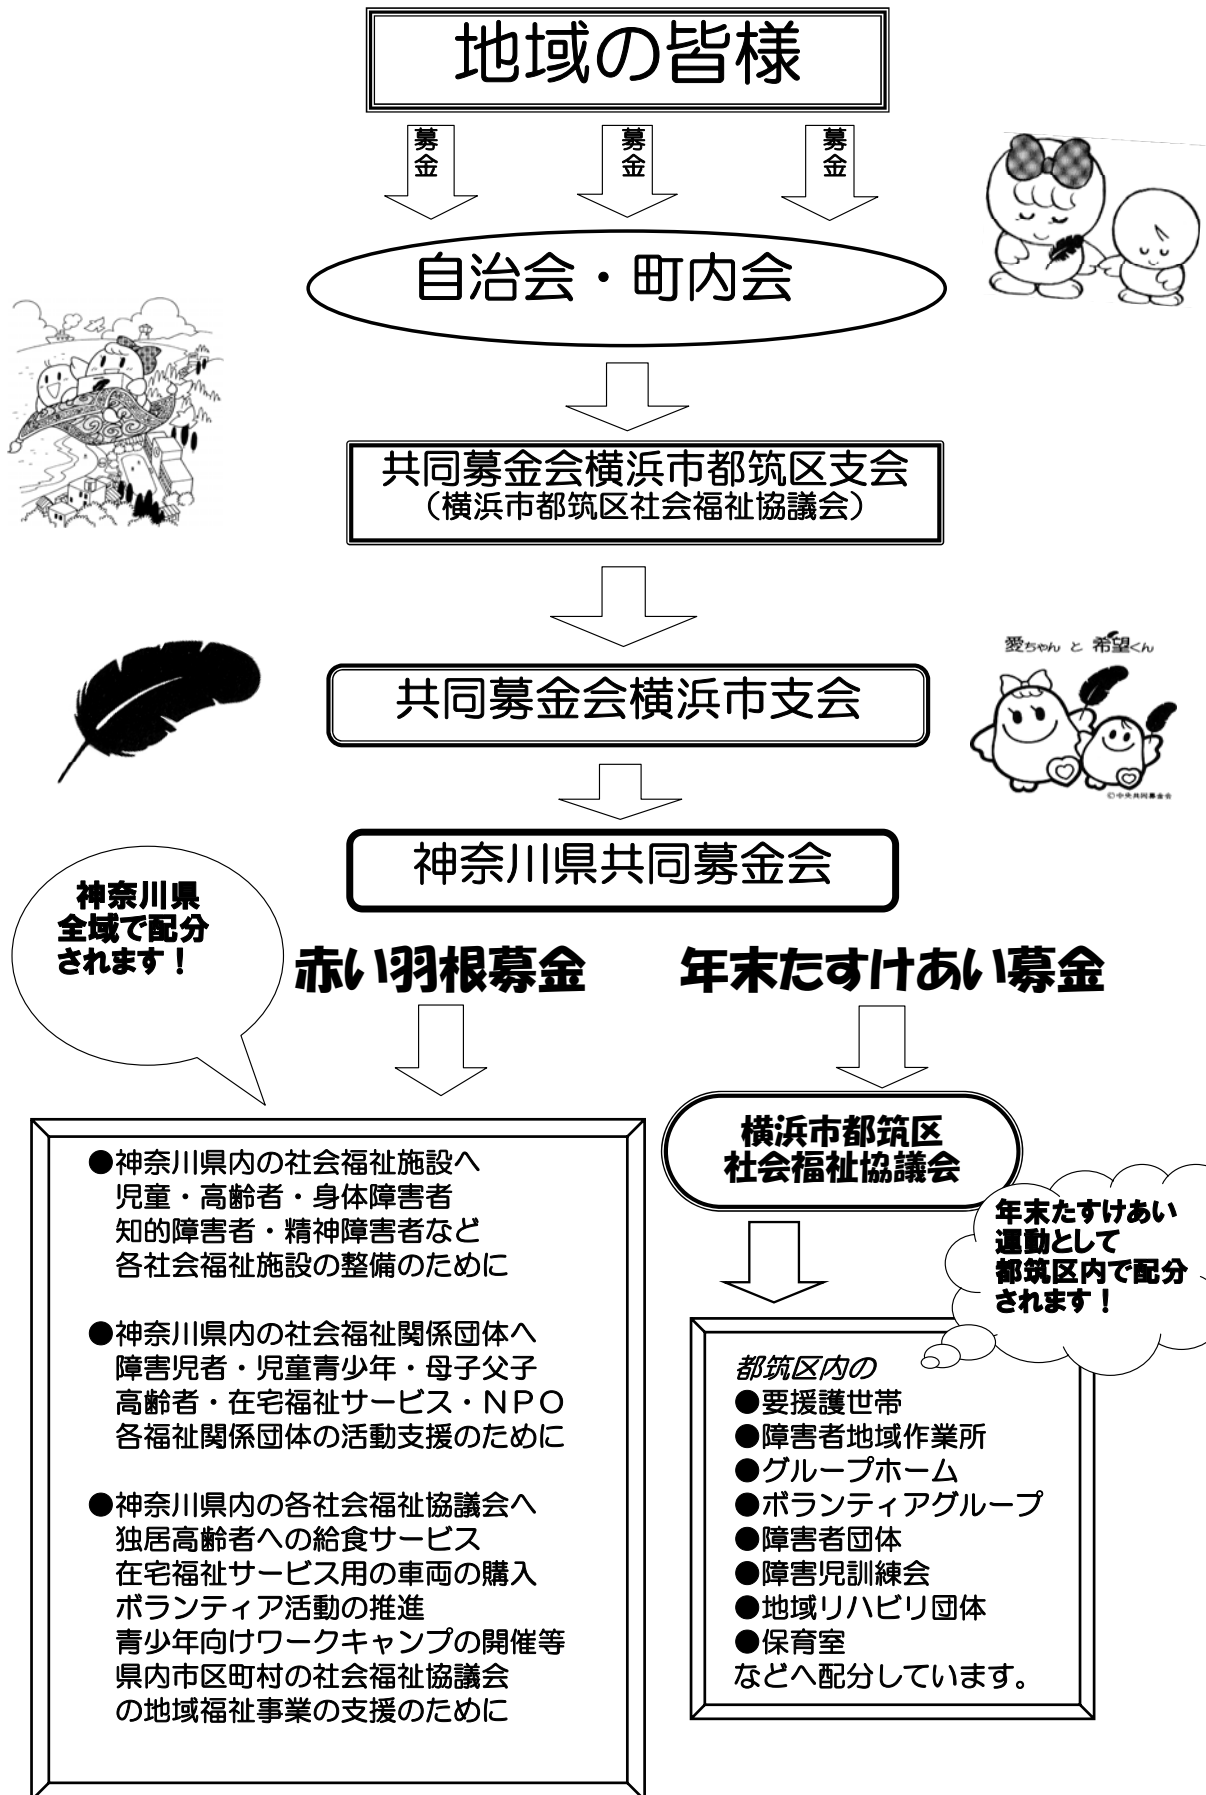 地域の皆様
募金
募金
募金
自治会・町内会
共同募金会横浜市都筑区支会
（横浜市都筑区社会福祉協議会）
愛ちゃん と 希望くん
©中央共同募金会
共同募金会横浜市支会
神奈川県共同募金会
神奈川県
全域で配分
されます！
赤い羽根募金
年末たすけあい募金
●神奈川県内の社会福祉施設へ
児童・高齢者・身体障害者
知的障害者・精神障害者など
各社会福祉施設の整備のために
●神奈川県内の社会福祉関係団体へ
障害児者・児童青少年・母子父子
高齢者・在宅福祉サービス・ＮＰＯ
各福祉関係団体の活動支援のために
●神奈川県内の各社会福祉協議会へ
独居高齢者への給食サービス
在宅福祉サービス用の車両の購入
ボランティア活動の推進
青少年向けワークキャンプの開催等
県内市区町村の社会福祉協議会
の地域福祉事業の支援のために
横浜市都筑区
社会福祉協議会
年末たすけあい
運動として
都筑区内で配分
されます！
都筑区内の
●要援護世帯
●障害者地域作業所
●グループホーム
●ボランティアグループ
●障害者団体
●障害児訓練会
●地域リハビリ団体
●保育室
などへ配分しています。